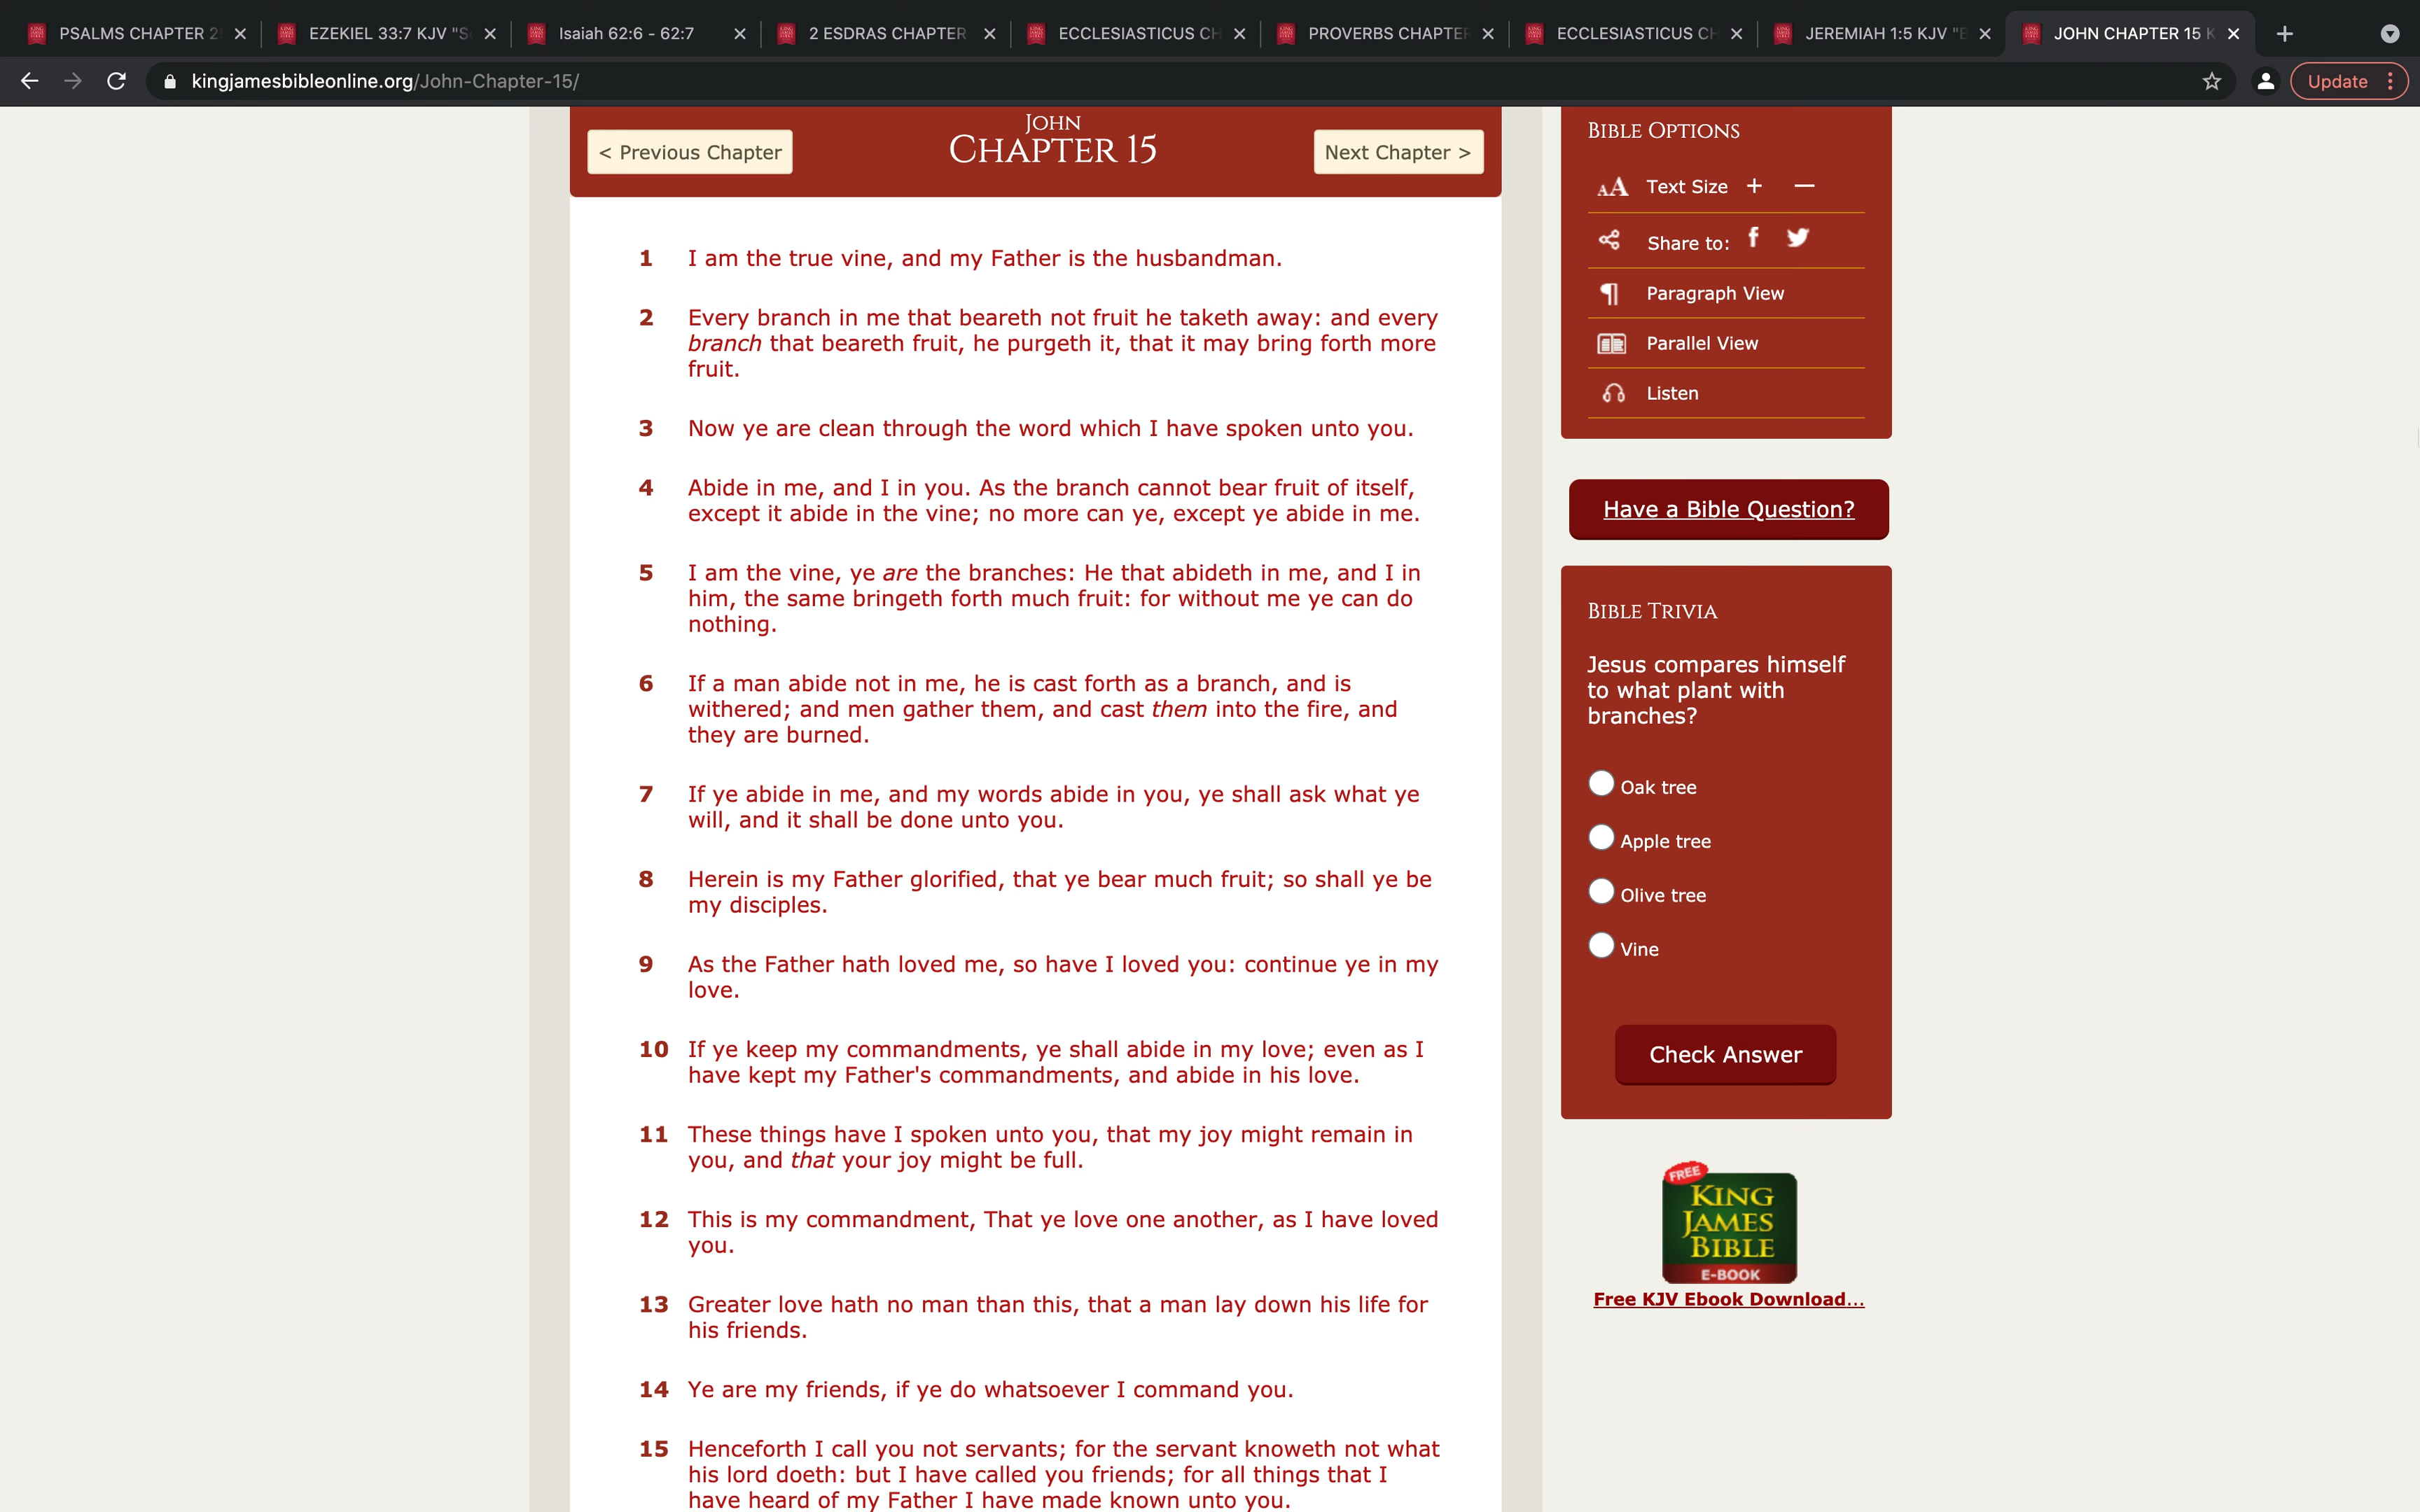 PSALMS CHAPTER 2
EZEKIEL 33:7 KJV "S
Isaiah 62:6 - 62:7
2 ESDRAS CHAPTER
ECCLESIASTICUS CH
PROVERBS CHAPTER
ECCLESIASTICUS CH
JEREMIAH 1:5 KJV "B
JOHN CHAPTER 15 K
kingjamesbibleonline.org/John-Chapter-15/
Update
JOHN
CHAPTER 15
< Previous Chapter
Next Chapter >
1 I am the true vine, and my Father is the husbandman.
2 Every branch in me that beareth not fruit he taketh away: and every
branch that beareth fruit, he purgeth it, that it may bring forth more
fruit.
3 Now ye are clean through the word which I have spoken unto you.
4 Abide in me, and I in you. As the branch cannot bear fruit of itself,
except it abide in the vine; no more can ye, except ye abide in me.
5 I am the vine, ye are the branches: He that abideth in me, and I in
him, the same bringeth forth much fruit: for without me ye can do
nothing.
6 If a man abide not in me, he is cast forth as a branch, and is
withered; and men gather them, and cast them into the fire, and
they are burned.
7 If ye abide in me, and my words abide in you, ye shall ask what ye
will, and it shall be done unto you.
8 Herein is my Father glorified, that ye bear much fruit; so shall ye be
my disciples.
9 As the Father hath loved me, so have I loved you: continue ye in my
love.
10 If ye keep my commandments, ye shall abide in my love; even as I
have kept my Father's commandments, and abide in his love.
11 These things have I spoken unto you, that my joy might remain in
you, and that your joy might be full.
12 This is my commandment, That ye love one another, as I have loved
you.
13 Greater love hath no man than this, that a man lay down his life for
his friends.
14 Ye are my friends, if ye do whatsoever I command you.
15 Henceforth I call you not servants; for the servant knoweth not what
his lord doeth: but I have called you friends; for all things that I
have heard of my Father I have made known unto you.
BIBLE OPTIONS
AA Text Size + —
Share to: f
¶ Paragraph View
Parallel View
Listen
Have a Bible Question?
BIBLE TRIVIA
Jesus compares himself
to what plant with
branches?
Oak tree
Apple tree
Olive tree
Vine
Check Answer
FREE
KING
JAMES
BIBLE
E-BOOK
Free KJV Ebook Download...